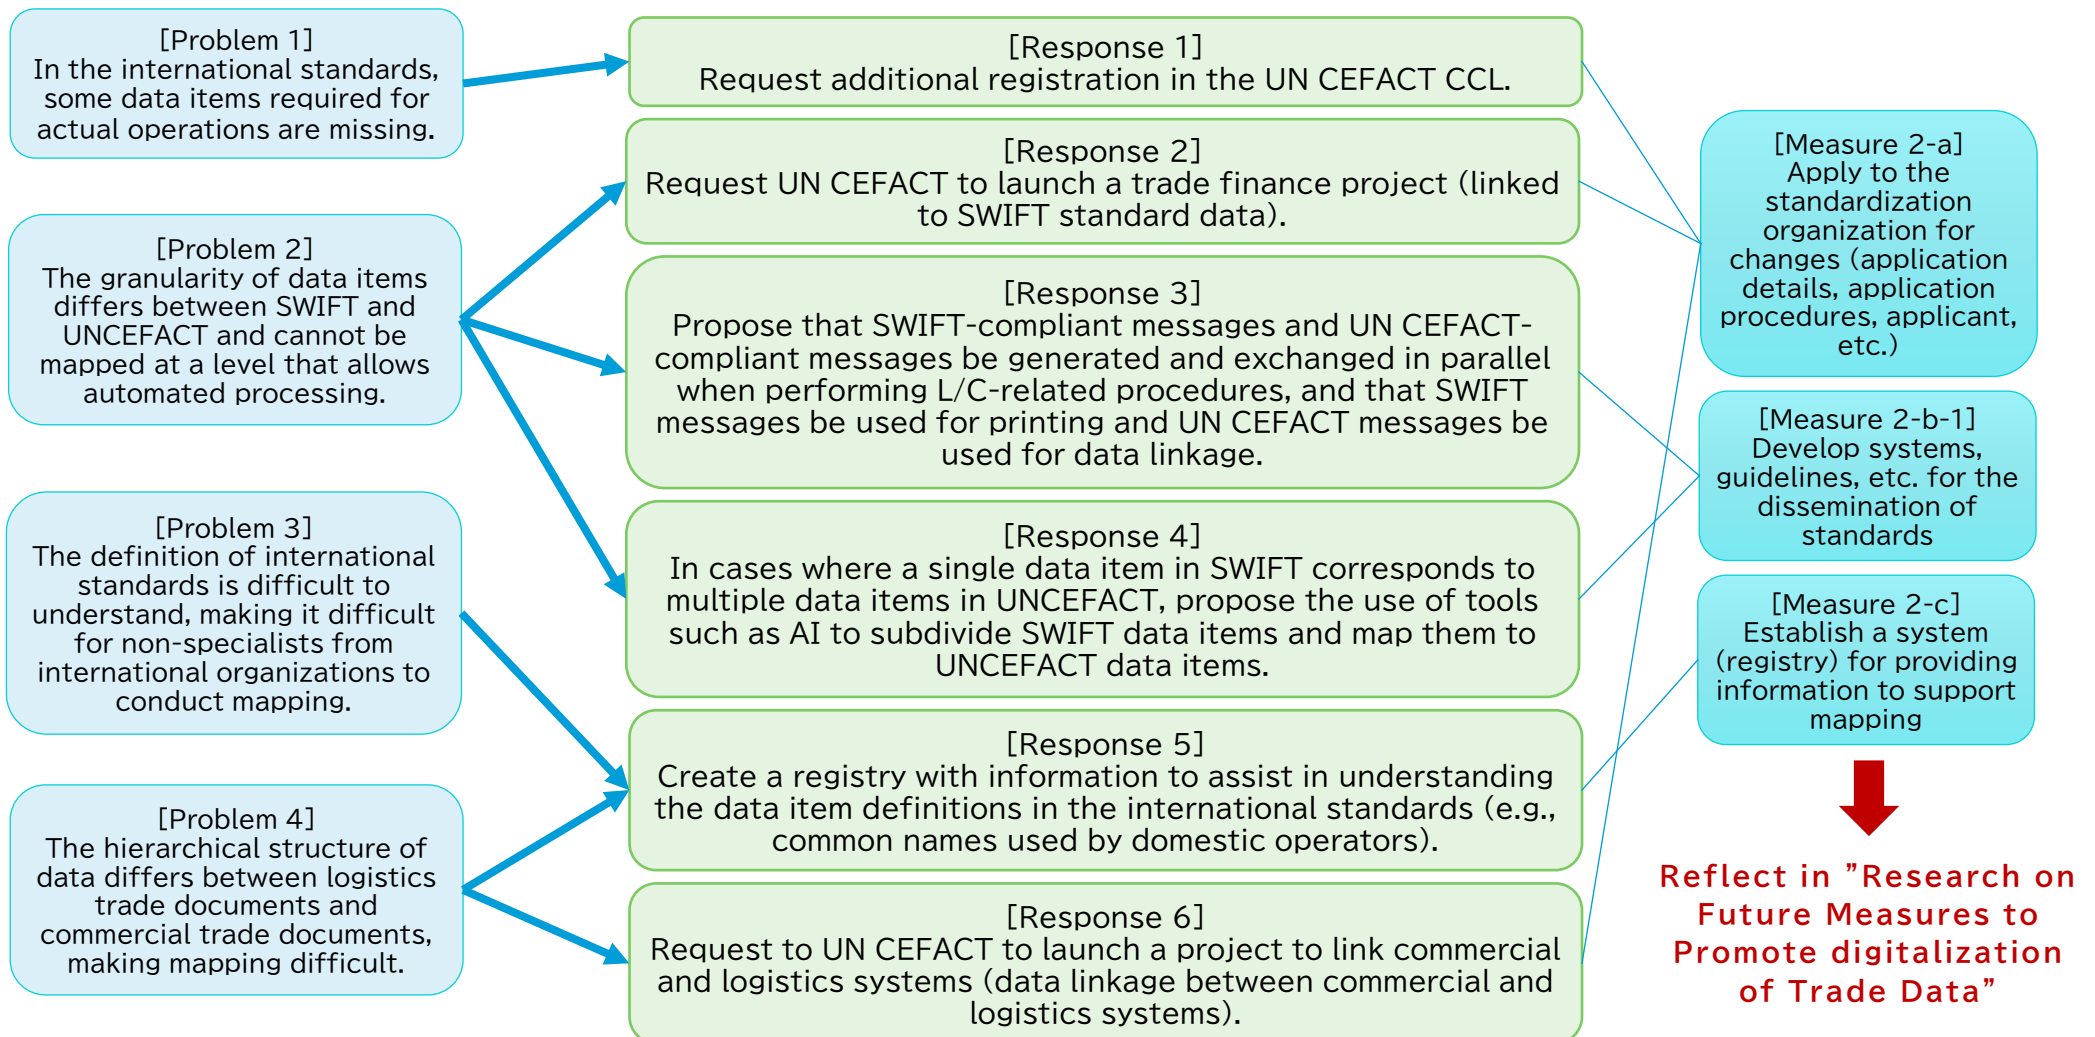 [Problem 1]
In the international standards,
some data items required for
actual operations are missing.
[Problem 2]
The granularity of data items
differs between SWIFT and
UNCEFACT and cannot be
mapped at a level that allows
automated processing.
[Problem 3]
The definition of international
standards is difficult to
understand, making it difficult
for non-specialists from
international organizations to
conduct mapping.
[Problem 4]
The hierarchical structure of
data differs between logistics
trade documents and
commercial trade documents,
making mapping difficult.
[Response 1]
Request additional registration in the UN CEFACT CCL.
[Response 2]
Request UN CEFACT to launch a trade finance project (linked
to SWIFT standard data).
[Response 3]
Propose that SWIFT-compliant messages and UN CEFACT-
compliant messages be generated and exchanged in parallel
when performing L/C-related procedures, and that SWIFT
messages be used for printing and UN CEFACT messages be
used for data linkage.
[Response 4]
In cases where a single data item in SWIFT corresponds to
multiple data items in UNCEFACT, propose the use of tools
such as AI to subdivide SWIFT data items and map them to
UNCEFACT data items.
[Response 5]
Create a registry with information to assist in understanding
the data item definitions in the international standards (e.g.,
common names used by domestic operators).
[Response 6]
Request to UN CEFACT to launch a project to link commercial
and logistics systems (data linkage between commercial and
logistics systems).
[Measure 2-a]
Apply to the
standardization
organization for
changes (application
details, application
procedures, applicant,
etc.)
[Measure 2-b-1]
Develop systems,
guidelines, etc. for the
dissemination of
standards
[Measure 2-c]
Establish a system
(registry) for providing
information to support
mapping
Reflect in ”Research on
Future Measures to
Promote digitalization
of Trade Data”